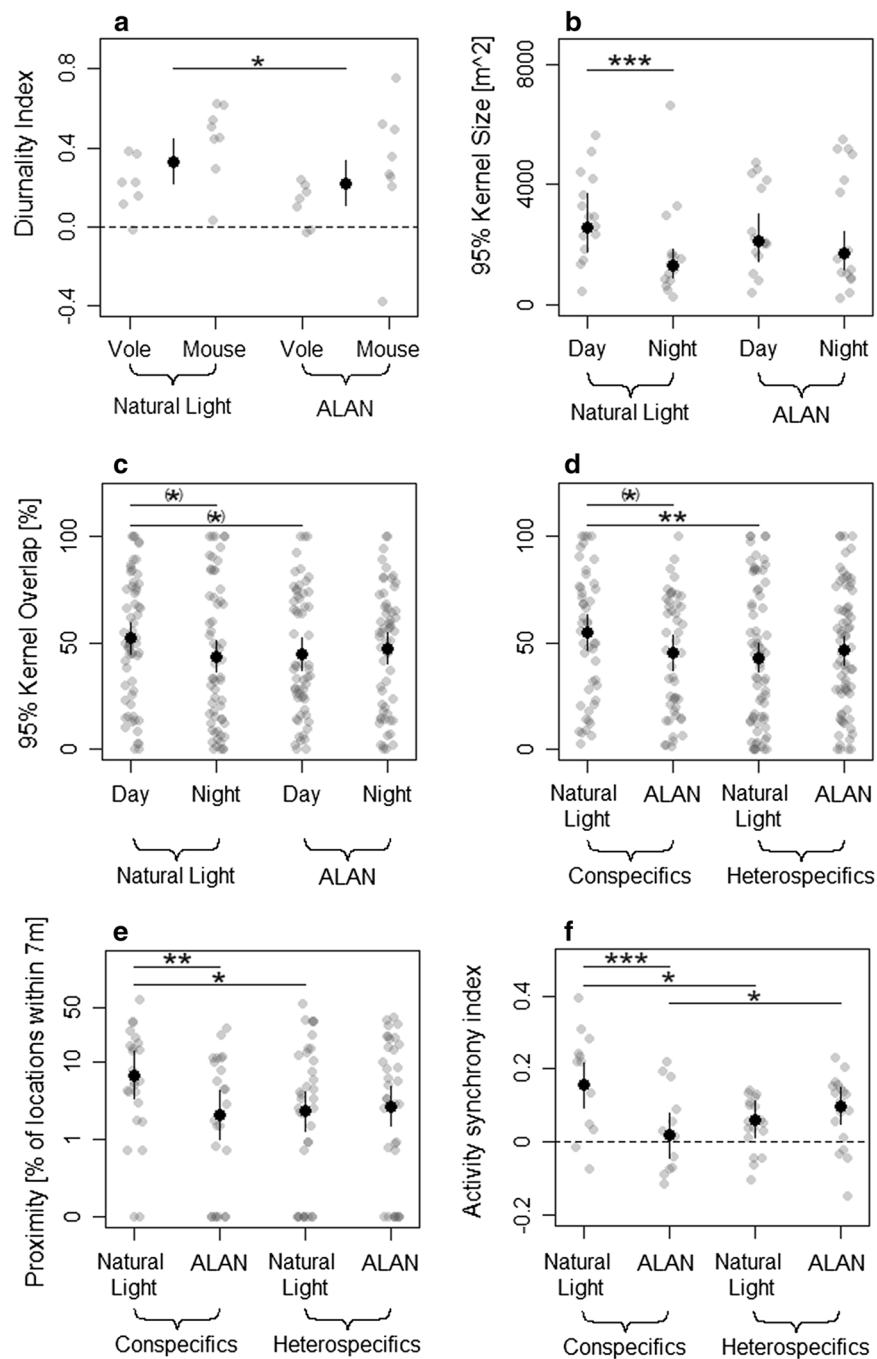 a
Diurnality Index
0.8
0.4
0.0
-0.4
*
Vole Mouse Vole Mouse
Natural Light ALAN
b
95% Kernel Size [m^2]
8000
4000
0
***
Day Night Day Night
Natural Light ALAN
c
95% Kernel Overlap [%]
100
50
0
(*)
(*)
Day Night Day Night
Natural Light ALAN
d
100
50
0
(*)
**
Natural Light ALAN Natural Light ALAN
Conspecifics Heterospecifics
e
Proximity [% of locations within 7m]
50
10
1
0
**
*
Natural Light ALAN Natural Light ALAN
Conspecifics Heterospecifics
f
Activity synchrony index
0.4
0.2
0
-0.2
***
*
*
Natural Light ALAN Natural Light ALAN
Conspecifics Heterospecifics